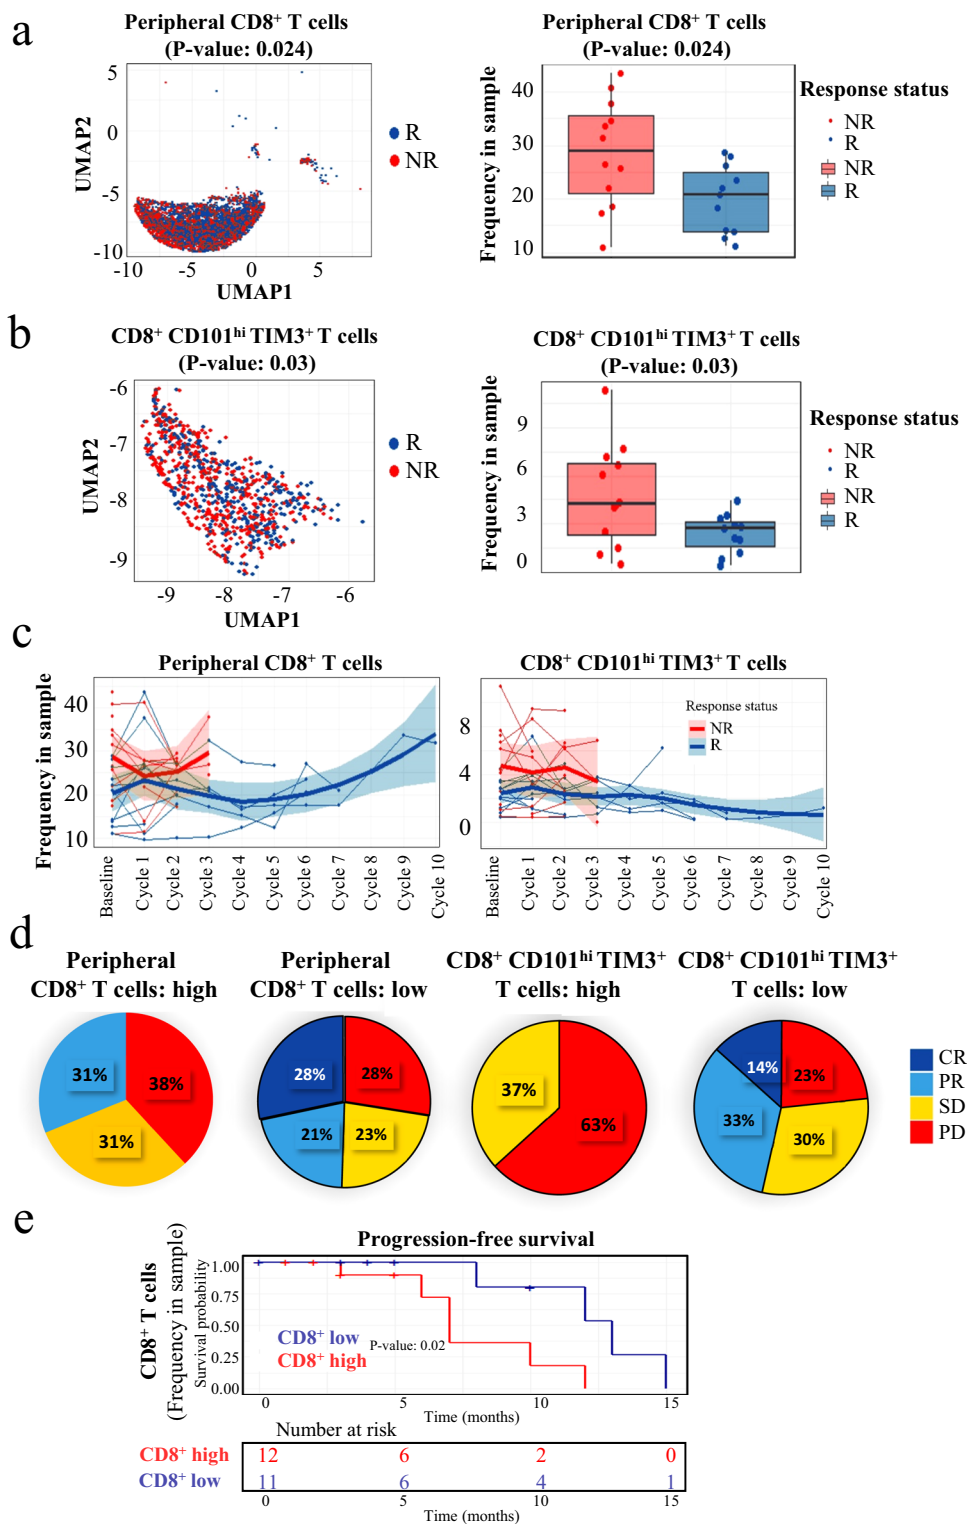 a
Peripheral CD8+ T cells
(P-value: 0.024)
5
0
-5
-10
UMAP2
-10 -5 0 5
UMAP1
R
NR
Peripheral CD8+ T cells
(P-value: 0.024)
Frequency in sample
40
30
20
10
Response status
NR
R
NR
R
b
CD8+ CD101hi TIM3+ T cells
(P-value: 0.03)
-6
-7
-8
-9
UMAP2
-9 -8 -7 -6
UMAP1
R
NR
CD8+ CD101hi TIM3+ T cells
(P-value: 0.03)
Frequency in sample
9
6
3
0
Response status
NR
R
NR
R
c
Peripheral CD8+ T cells
Frequency in sample
40
30
20
10
Baseline
Cycle 1
Cycle 2
Cycle 3
Cycle 4
Cycle 5
Cycle 6
Cycle 7
Cycle 8
Cycle 9
Cycle 10
CD8+ CD101hi TIM3+ T cells
8
4
0
Response status
NR
R
Baseline
Cycle 1
Cycle 2
Cycle 3
Cycle 4
Cycle 5
Cycle 6
Cycle 7
Cycle 8
Cycle 9
Cycle 10
d
Peripheral
CD8+ T cells: high
31%
38%
31%
Peripheral
CD8+ T cells: low
28%
28%
21%
23%
CD8+ CD101hi TIM3+
T cells: high
37%
63%
CD8+ CD101hi TIM3+
T cells: low
14%
23%
33%
30%
CR
PR
SD
PD
e
Progression-free survival
CD8+ T cells
(Frequency in sample)
Survival probability
1.00
0.75
0.50
0.25
0.00
CD8+ low
CD8+ high
P-value: 0.02
0 5 10 15
Time (months)
Number at risk
CD8+ high 12 6 2 0
CD8+ low 11 6 4 1
0 5 10 15
Time (months)